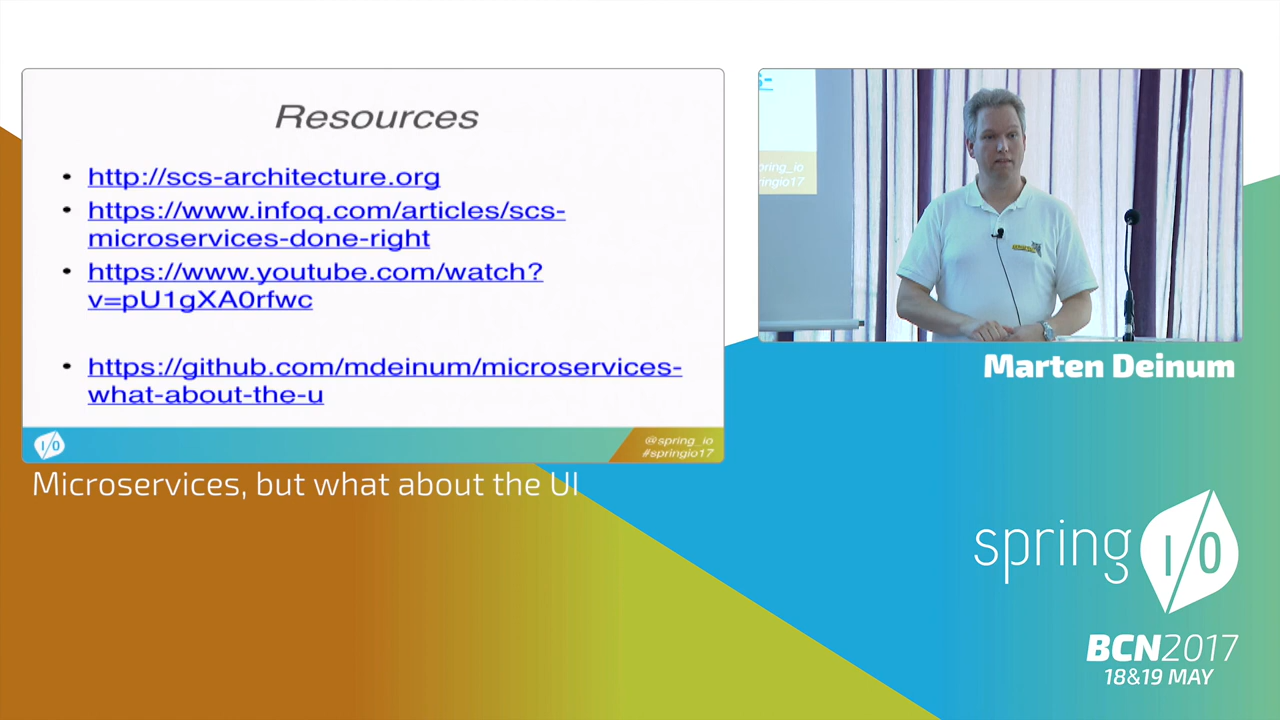 Resources
http://scs-architecture.org
https://www.infoq.com/articles/scs-
microservices-done-right
https://www.youtube.com/watch?
v=pU1gXA0rfwc
https://github.com/mdeinum/microservices-
what-about-the-u
I/O
@spring_io
#springio17
Microservices, but what about the UI
s-
pring_io
ringio17
Marten Deinum
spring I/O
BCN2017
18&19 MAY